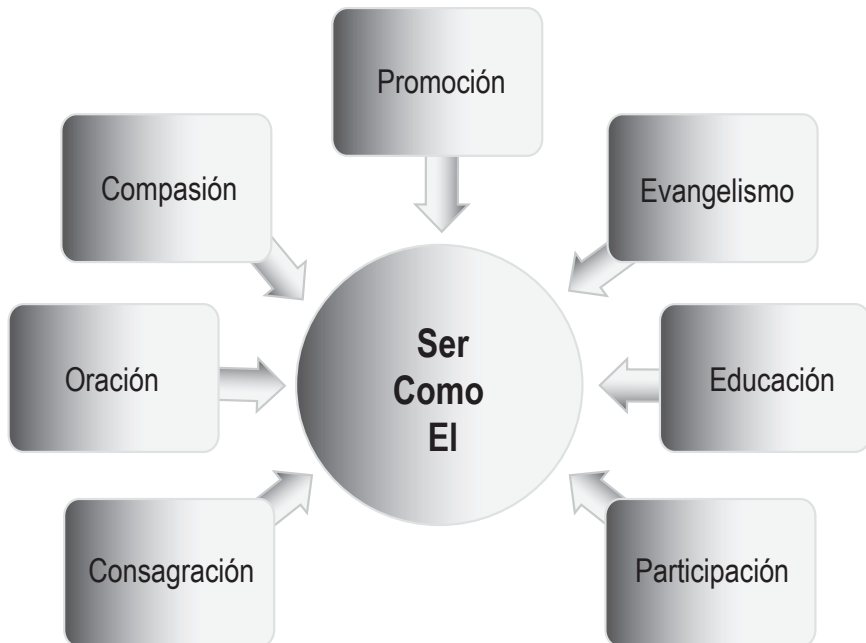 Promoción
Compasión
Evangelismo
Ser
Como
El
Oración
Educación
Consagración
Participación